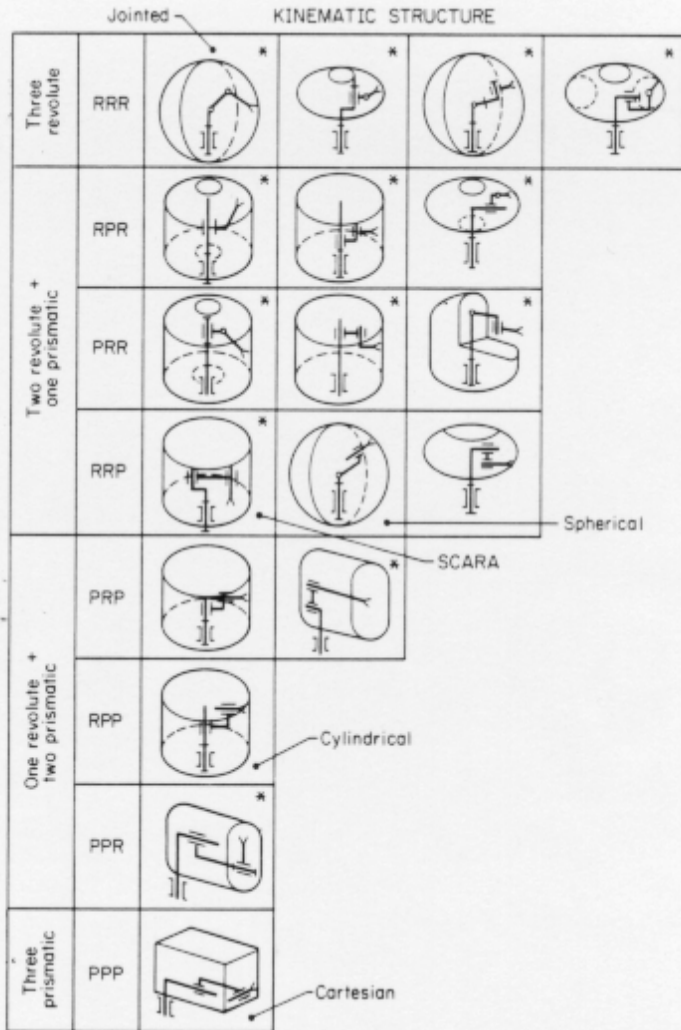 Jointed KINEMATIC STRUCTURE
Three
revolute
RRR
* * * *
Two revolute +
one prismatic
RPR
* * *
PRR
* * *
RRP
*
Spherical
SCARA
One revolute +
two prismatic
PRP
*
RPP
Cylindrical
PPR
*
Three
prismatic
PPP
Cartesian